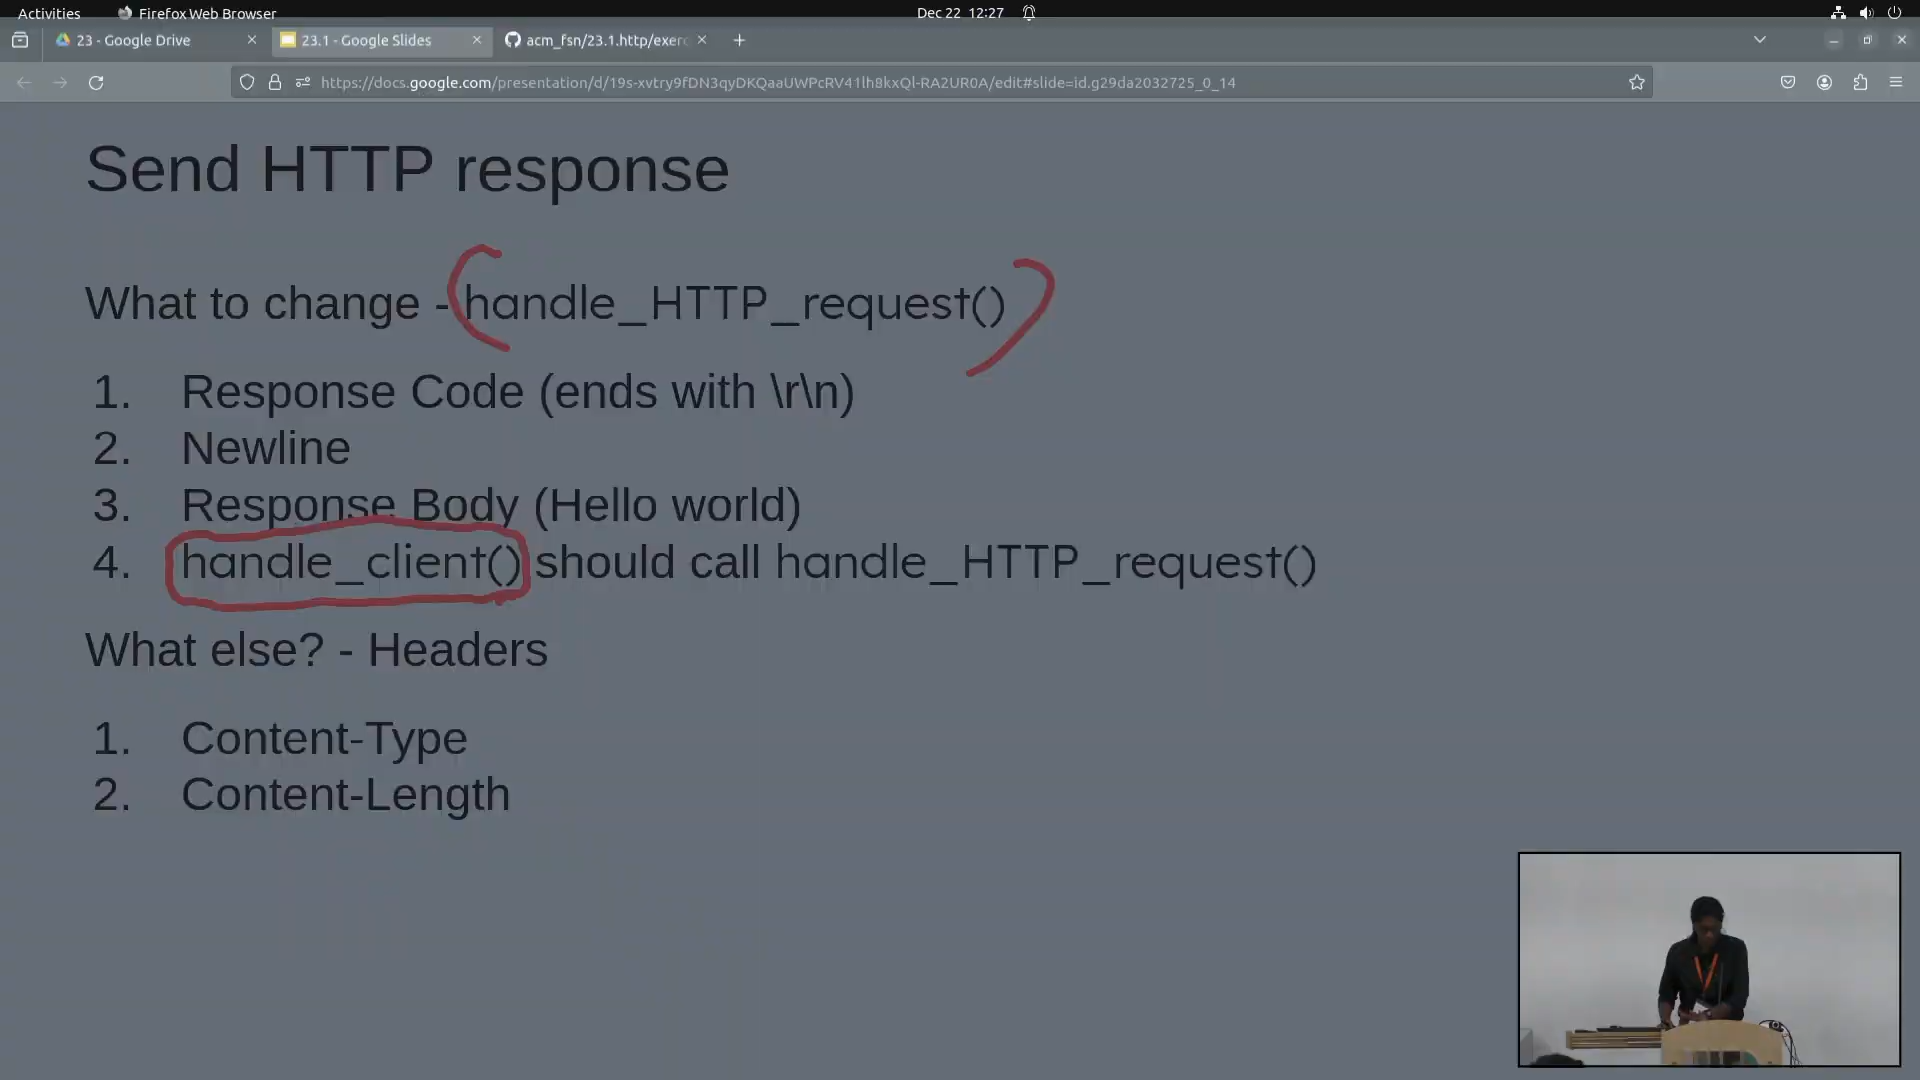 Activities
Firefox Web Browser
Dec 22 12:27
23 - Google Drive
23.1 - Google Slides
acm_fsn/23.1.http/exerc
https://docs.google.com/presentation/d/19s-xvtry9fDN3qyDKQaaUWPcRV41lh8kxQl-RA2UR0A/edit#slide=id.g29da2032725_0_14
Send HTTP response
What to change - handle_HTTP_request()
1. Response Code (ends with \r\n)
2. Newline
3. Response Body (Hello world)
4. handle_client() should call handle_HTTP_request()
What else? - Headers
1. Content-Type
2. Content-Length